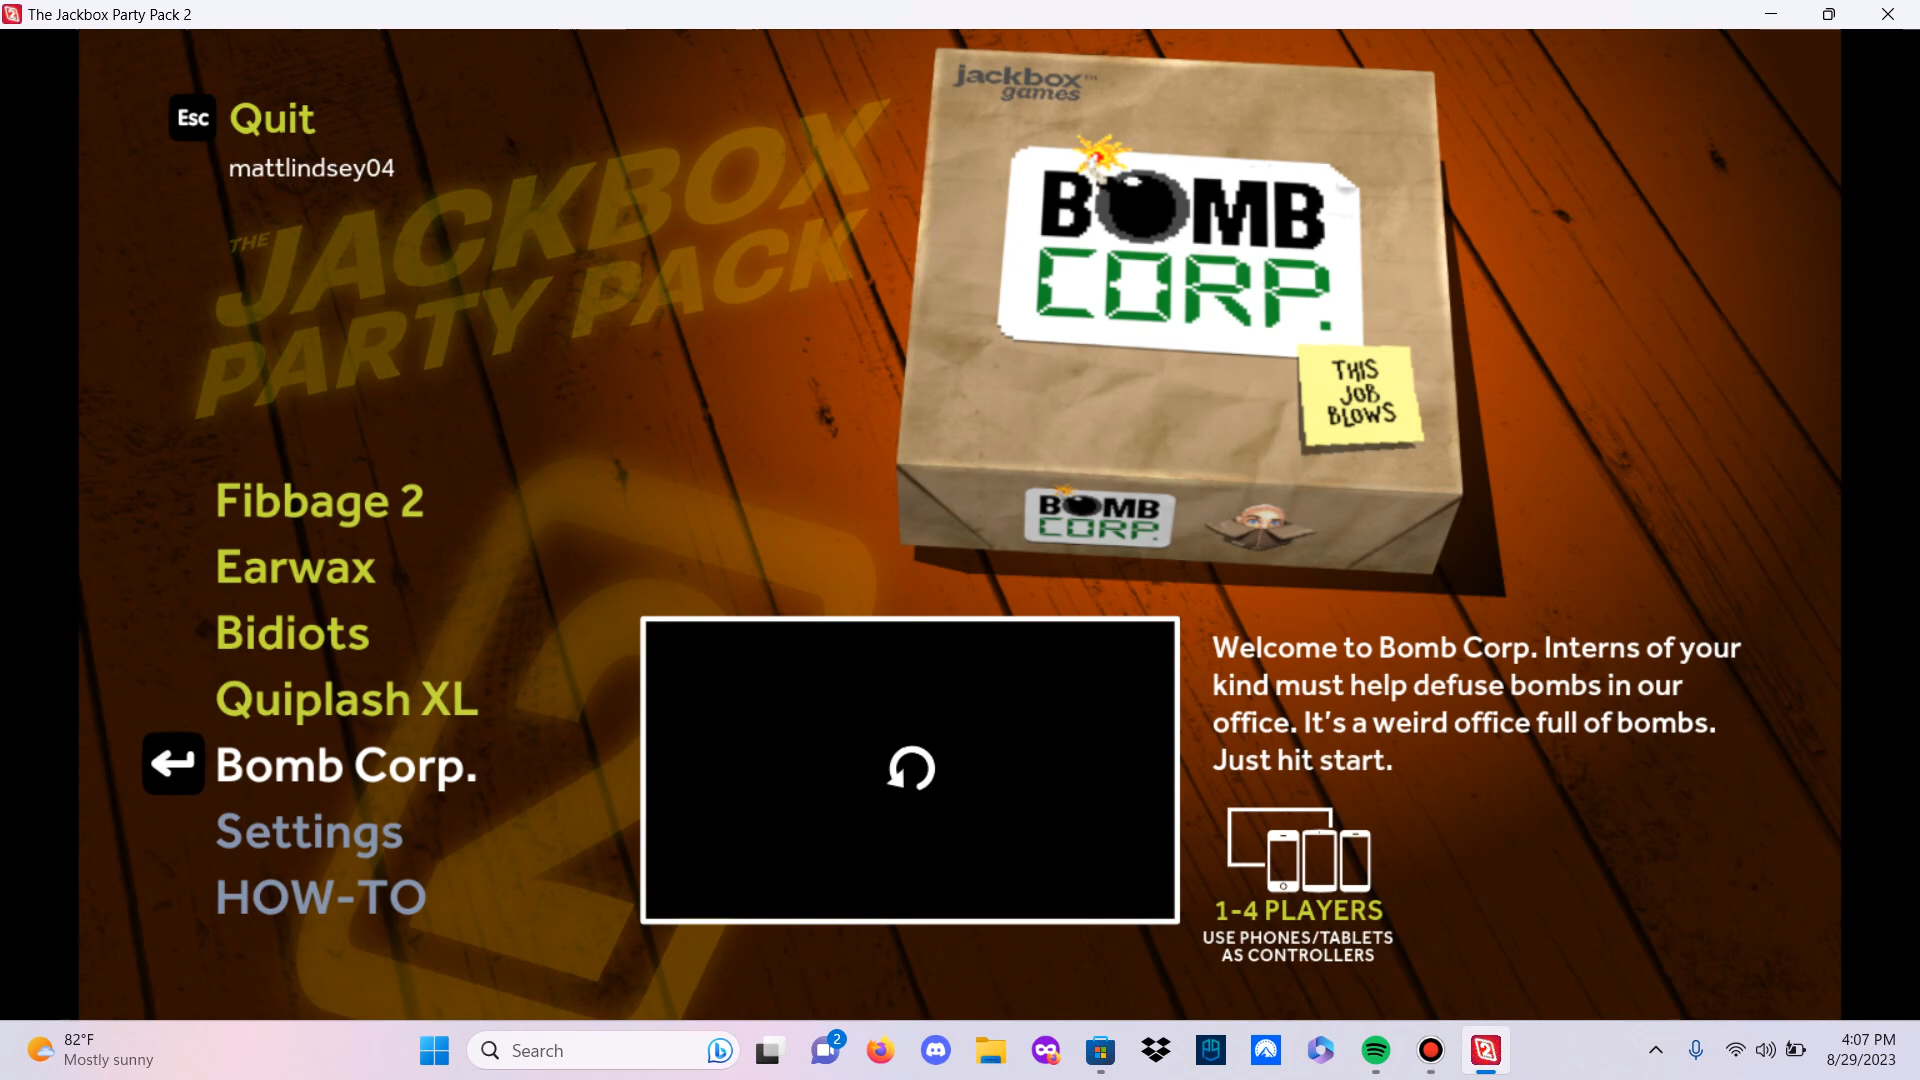 The Jackbox Party Pack 2
Esc Quit
mattlindsey04
THE
JACKBOX
PARTY PACK
jackbox™
games
BOMB
CORP.
THIS
JOB
BLOWS
BOMB
CORP.
Fibbage 2
Earwax
Bidiots
Quiplash XL
Bomb Corp.
Settings
HOW-TO
Welcome to Bomb Corp. Interns of your
kind must help defuse bombs in our
office. It's a weird office full of bombs.
Just hit start.
1-4 PLAYERS
USE PHONES/TABLETS
AS CONTROLLERS
82°F
Mostly sunny
Search
2
4:07 PM
8/29/2023